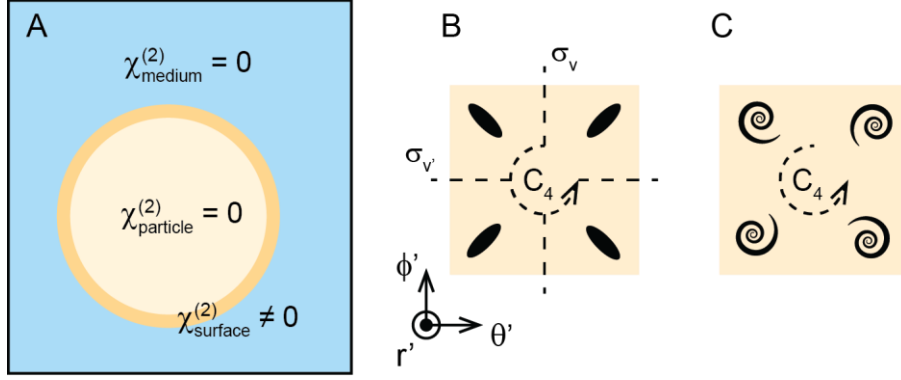 A
χ(2)medium = 0
χ(2)particle = 0
χ(2)surface ≠ 0
B
σv
σv'
C4
ϕ'
θ'
r'
C
C4